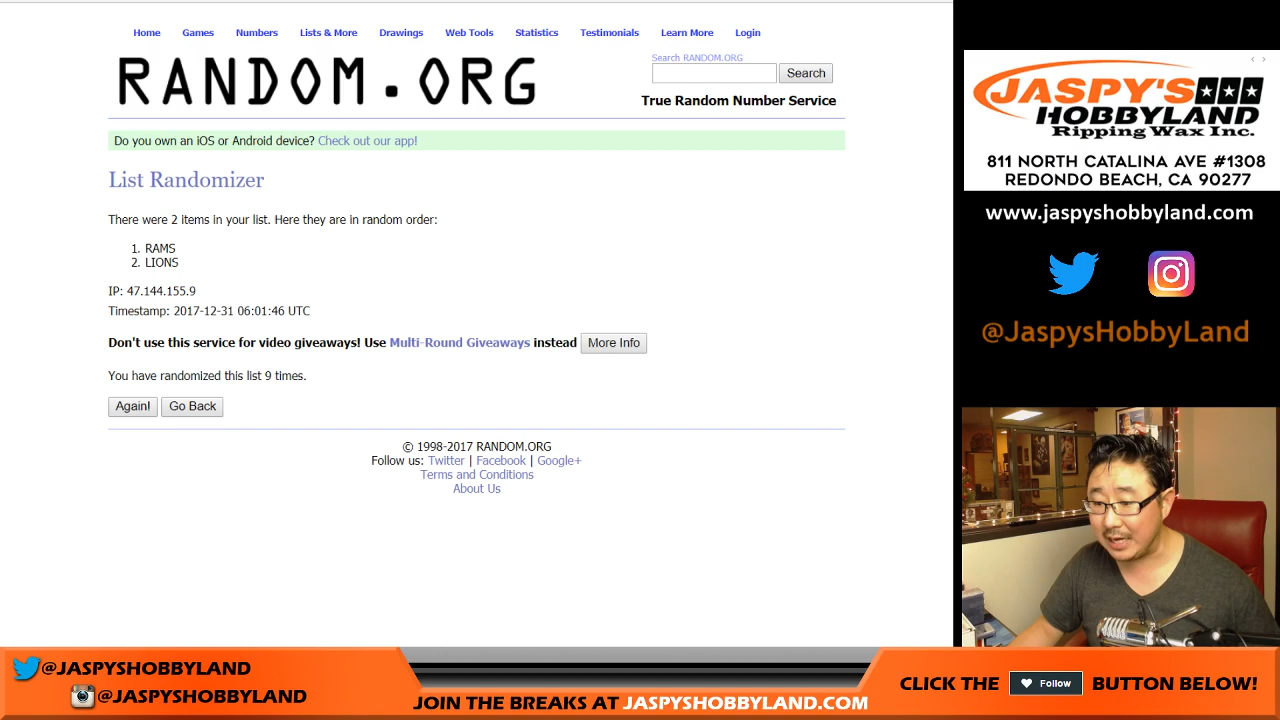 Home Games Numbers Lists & More Drawings Web Tools Statistics Testimonials Learn More Login
RANDOM.ORG
Search RANDOM.ORG
Search
True Random Number Service
Do you own an iOS or Android device? Check out our app!
List Randomizer
There were 2 items in your list. Here they are in random order:
1. RAMS
2. LIONS
IP: 47.144.155.9
Timestamp: 2017-12-31 06:01:46 UTC
Don't use this service for video giveaways! Use Multi-Round Giveaways instead More Info
You have randomized this list 9 times.
Again! Go Back
© 1998-2017 RANDOM.ORG
Follow us: Twitter | Facebook | Google+
Terms and Conditions
About Us
JASPY'S
HOBBYLAND
Ripping Wax Inc.
811 NORTH CATALINA AVE #1308
REDONDO BEACH, CA 90277
www.jaspyshobbyland.com
@JaspysHobbyLand
@JASPYSHOBBYLAND
@JASPYSHOBBYLAND
JOIN THE BREAKS AT JASPYSHOBBYLAND.COM
CLICK THE Follow BUTTON BELOW!